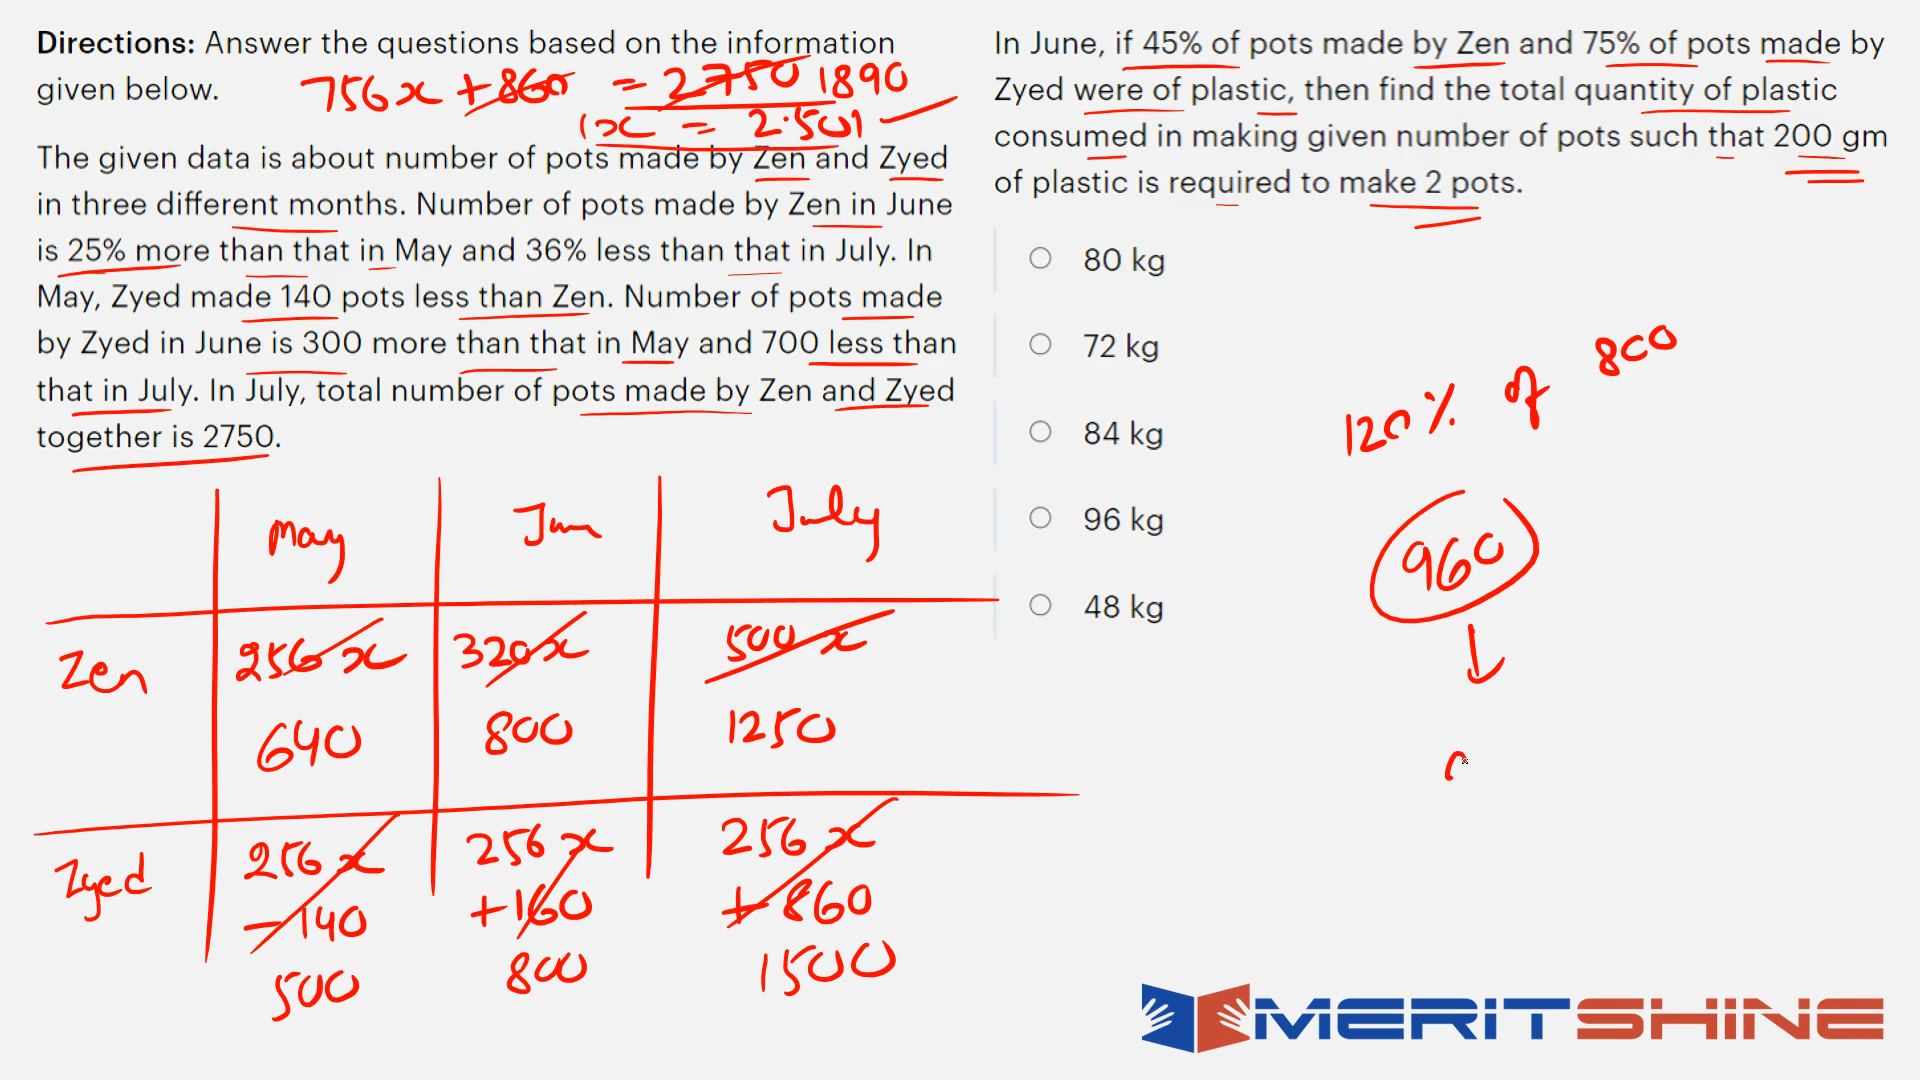 Directions: Answer the questions based on the information
given below.
756x + 860 = 2750 1890
1x = 2.501
The given data is about number of pots made by Zen and Zyed
in three different months. Number of pots made by Zen in June
is 25% more than that in May and 36% less than that in July. In
May, Zyed made 140 pots less than Zen. Number of pots made
by Zyed in June is 300 more than that in May and 700 less than
that in July. In July, total number of pots made by Zen and Zyed
together is 2750.
May Jun July
Zen 256x 320x 500x
640 800 1250
Zyed 256x 256x 256x
-140 +160 +860
500 800 1500
In June, if 45% of pots made by Zen and 75% of pots made by
Zyed were of plastic, then find the total quantity of plastic
consumed in making given number of pots such that 200 gm
of plastic is required to make 2 pots.
80 kg
72 kg
84 kg
96 kg
48 kg
120% of 800
960
MERITSHINE